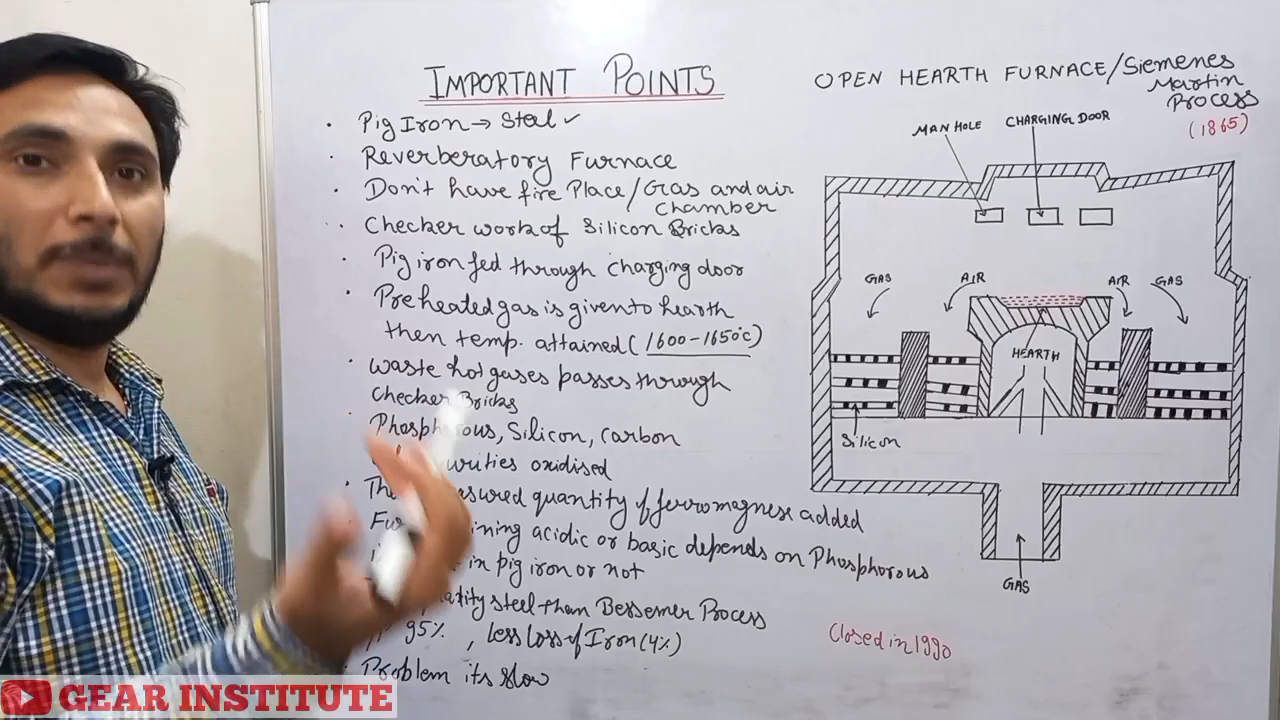 IMPORTANT POINTS
Pig Iron → Steel ✓
Reverberatory Furnace
Don't have fire Place/Gas and air
Chamber
Checker work of Silicon Bricks
Pig iron fed through charging door
Preheated gas is given to hearth
then temp. attained (1600-1650°c)
Waste hot gases passes through
Checker Bricks
Phosphorous, Silicon, Carbon
oxidised
quantity of ferromagnese added
acidic or basic depends on Phosphorous
in pig iron or not
steel than Bessemer Process
95% , less loss of Iron (4%)
Problem its slow
OPEN HEARTH FURNACE/Siemenes
Martin
Process
(1865)
MAN HOLE
CHARGING DOOR
GAS
AIR
AIR
GAS
HEARTH
Silicon
GAS
Closed in 1990
GEAR INSTITUTE